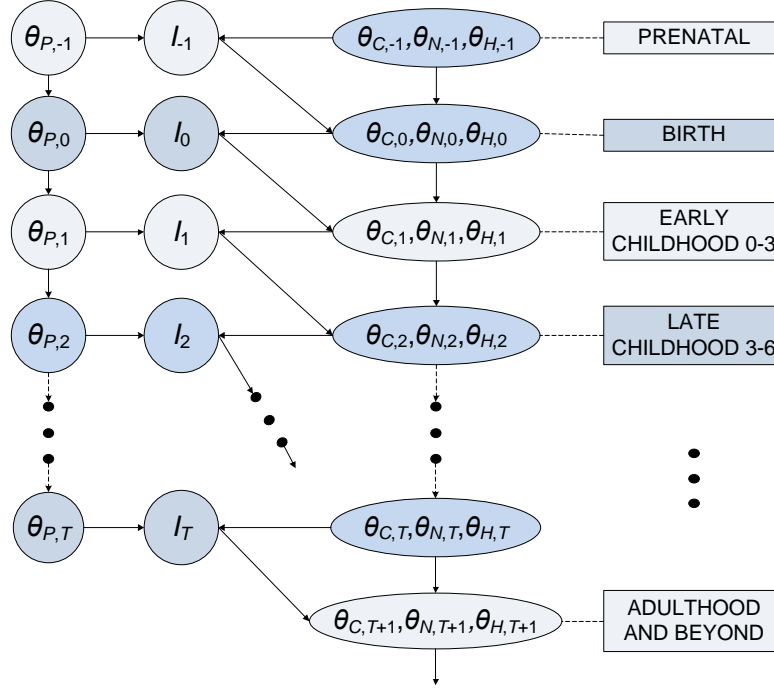 θP,-1 I-1 θC,-1,θN,-1,θH,-1 PRENATAL
θP,0 I0 θC,0,θN,0,θH,0 BIRTH
θP,1 I1 θC,1,θN,1,θH,1 EARLY
CHILDHOOD 0-3
θP,2 I2 θC,2,θN,2,θH,2 LATE
CHILDHOOD 3-6
θP,T IT θC,T,θN,T,θH,T
θC,T+1,θN,T+1,θH,T+1 ADULTHOOD
AND BEYOND